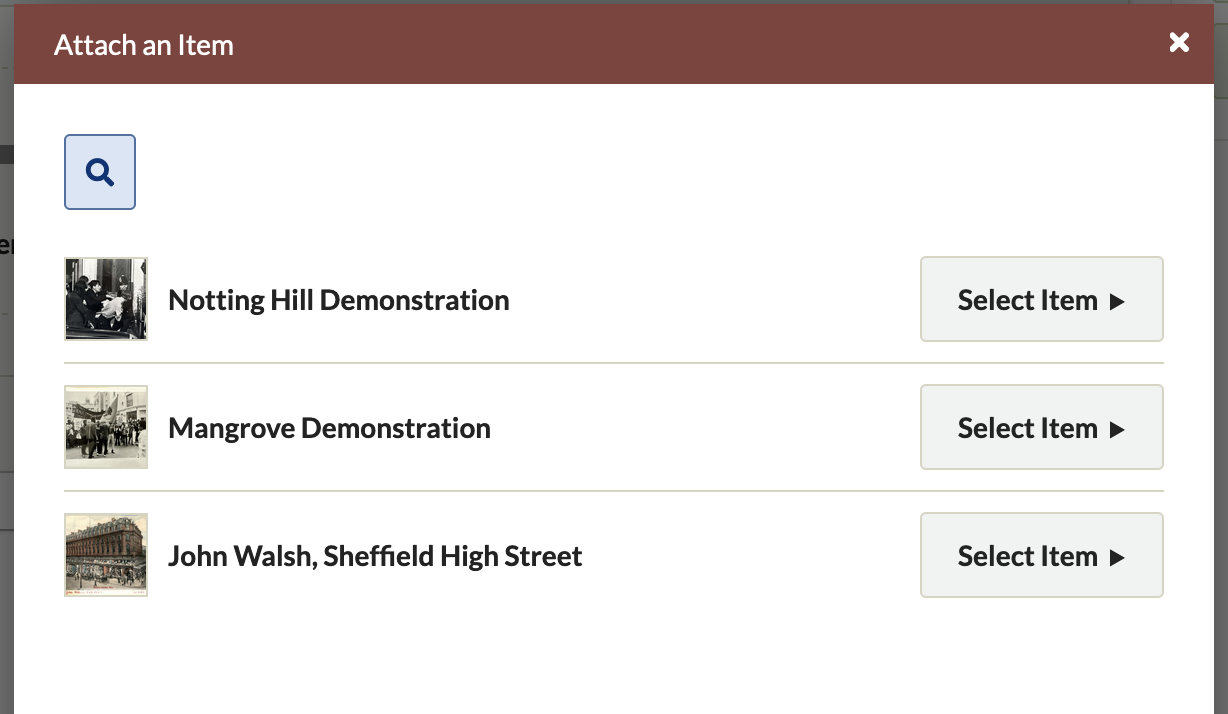 Attach an Item
Notting Hill Demonstration
Select Item
Mangrove Demonstration
Select Item
John Walsh, Sheffield High Street
Select Item